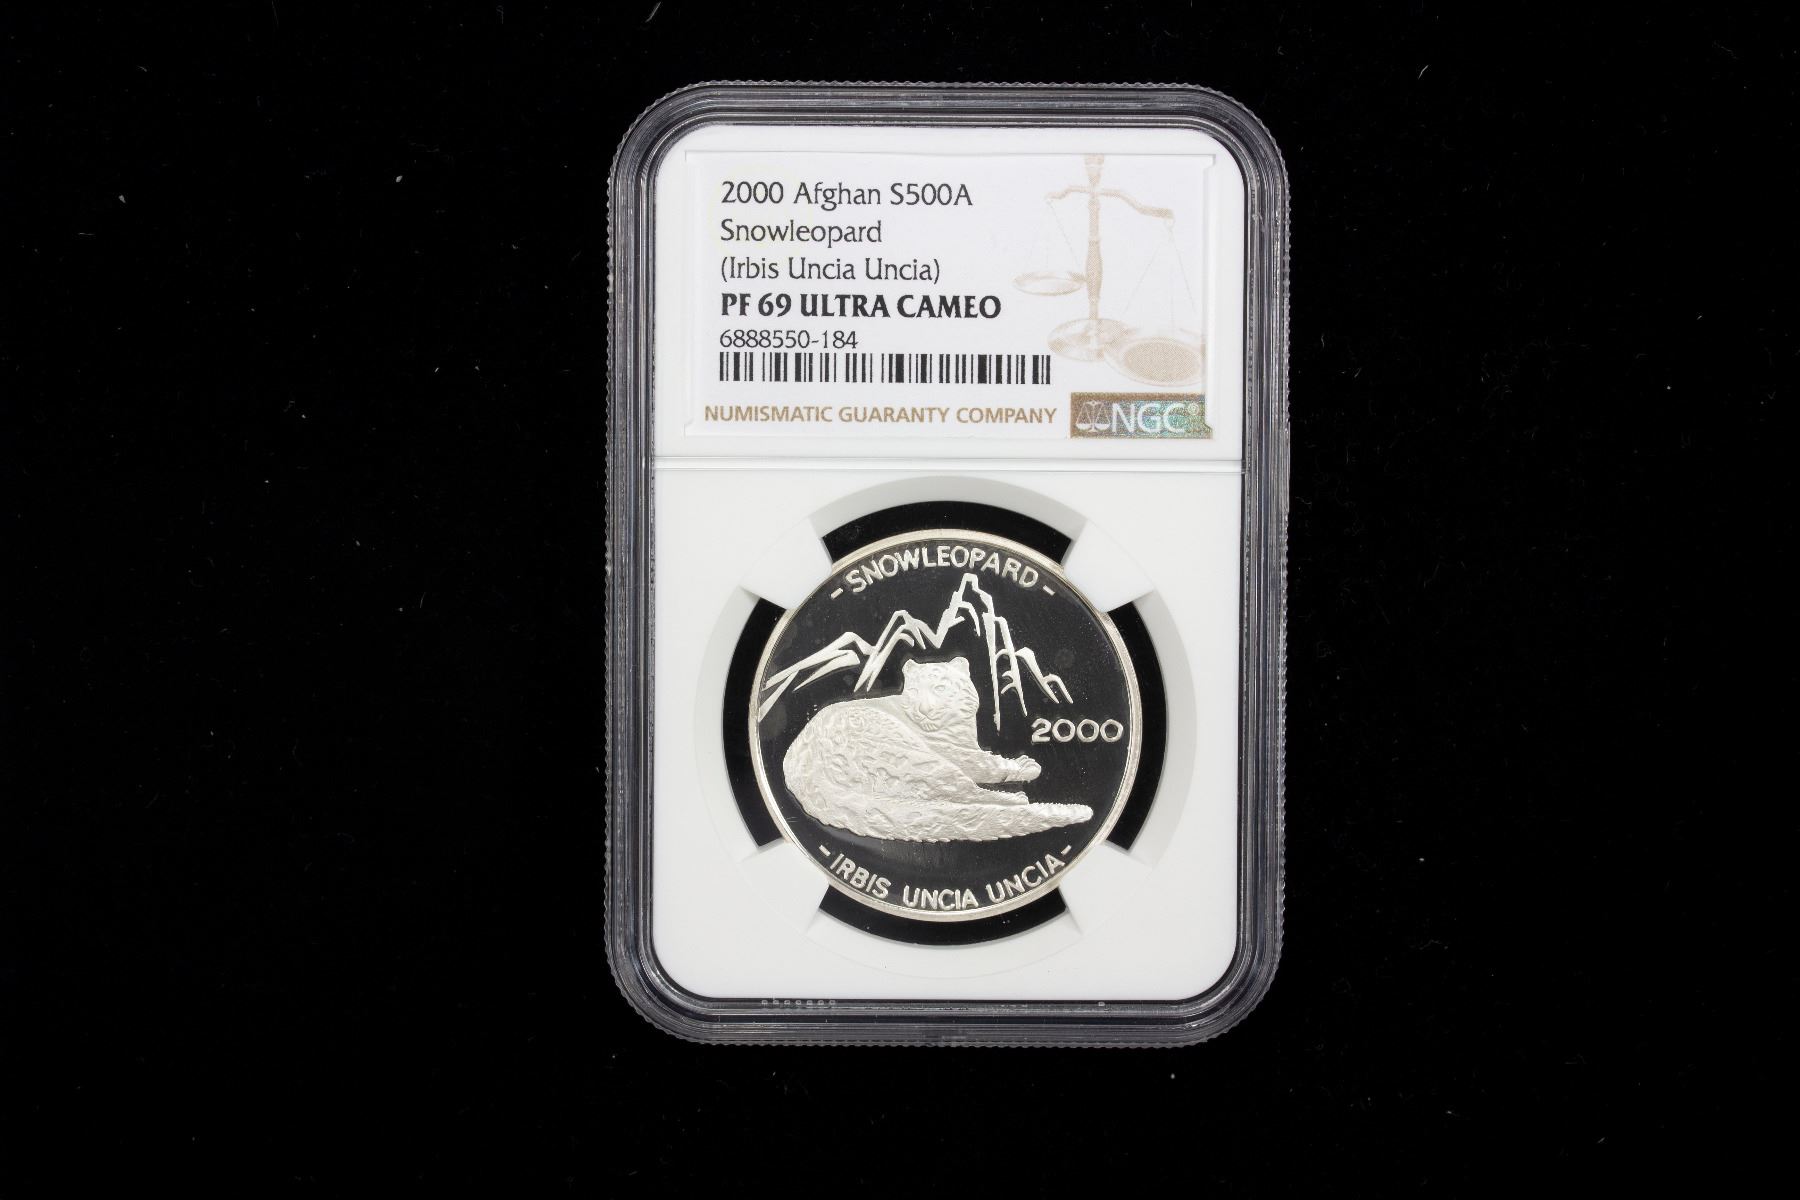 2000 Afghan S500A
Snowleopard
(Irbis Uncia Uncia)
PF 69 ULTRA CAMEO
6888550-184
NUMISMATIC GUARANTY COMPANY
NGC
- SNOWLEOPARD -
2000
- IRBIS UNCIA UNCIA -